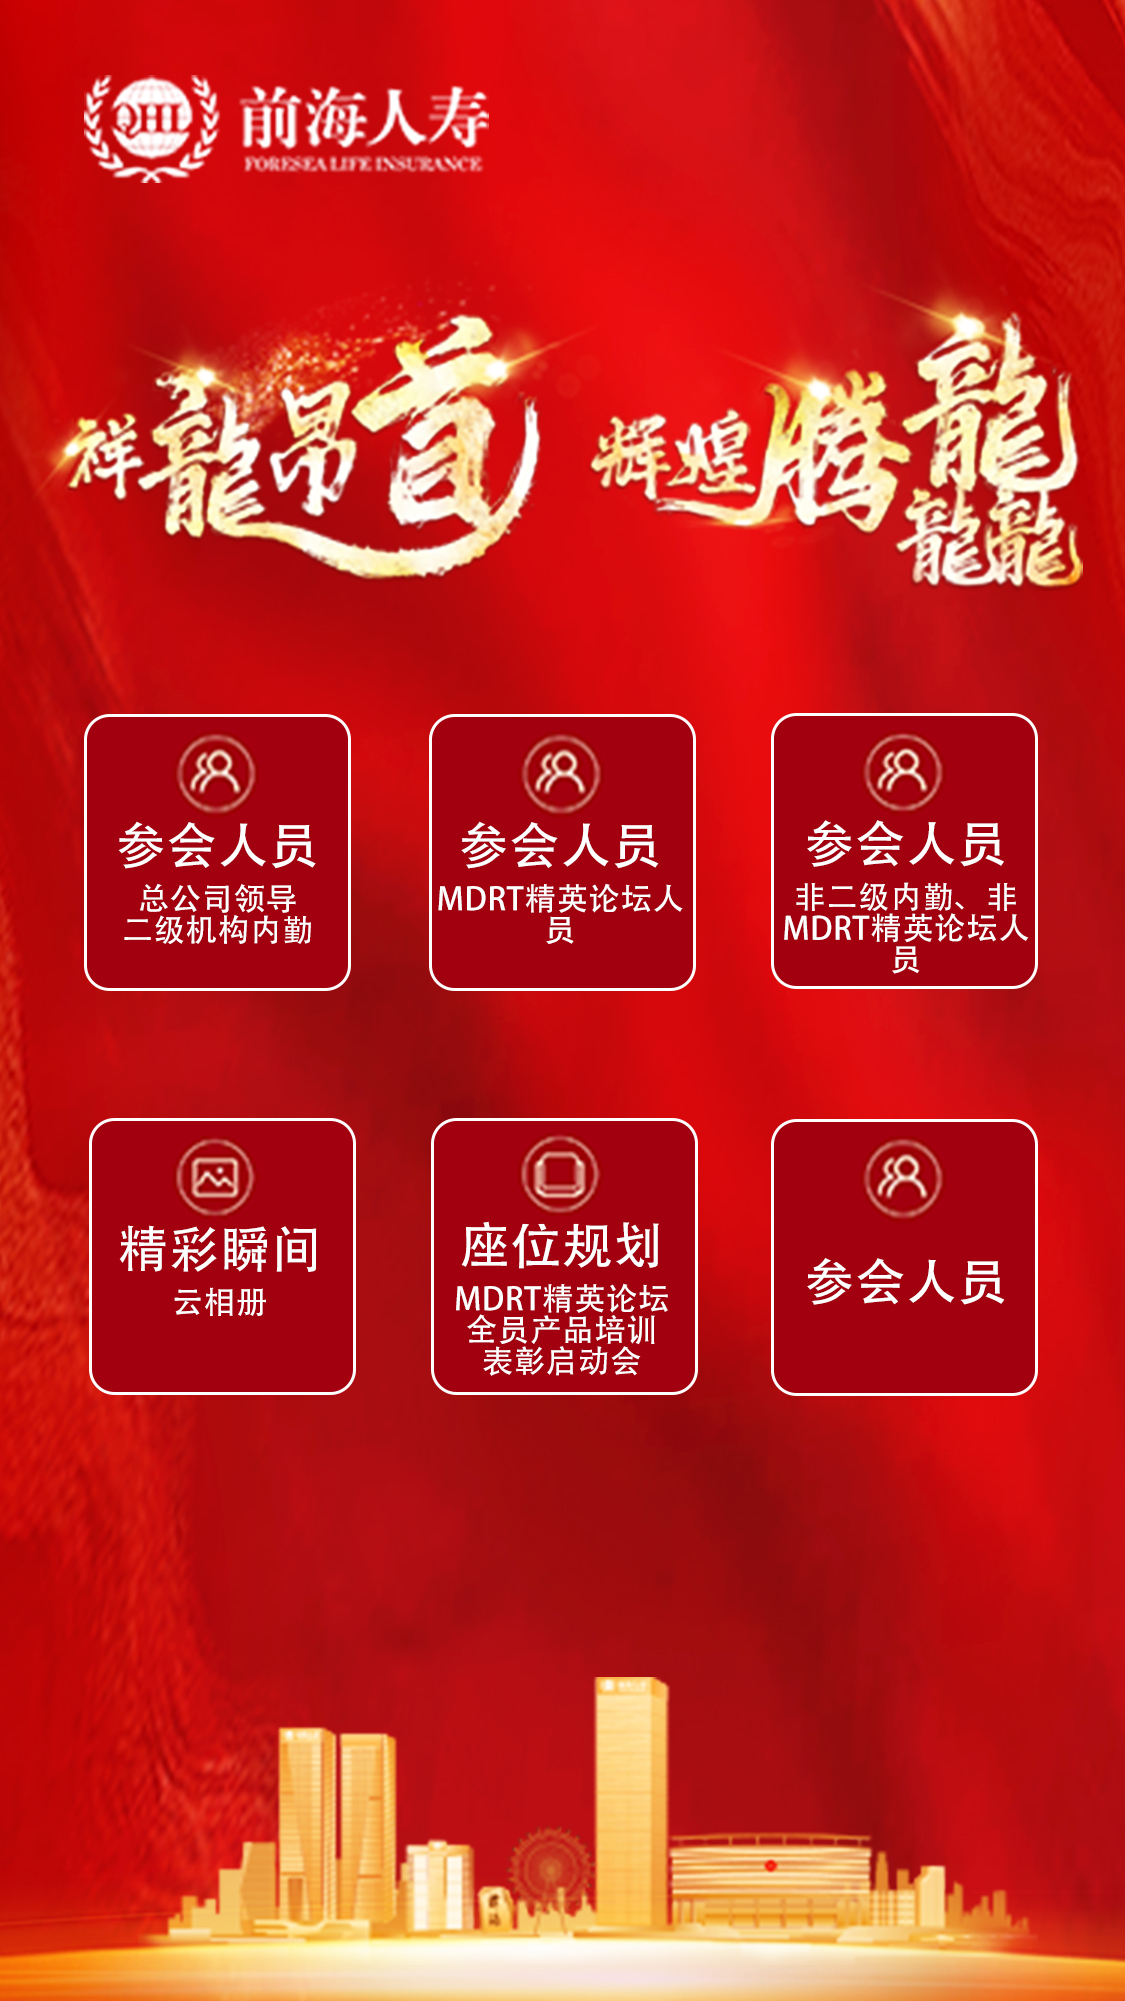 QHL
前海人寿
FORESEA LIFE INSURANCE
祥龍昂首
辉煌腾龍
龍龍
参会人员
总公司领导
二级机构内勤
参会人员
MDRT精英论坛人
员
参会人员
非二级内勤、非
MDRT精英论坛人
员
精彩瞬间
云相册
座位规划
MDRT精英论坛
全员产品培训
表彰启动会
参会人员